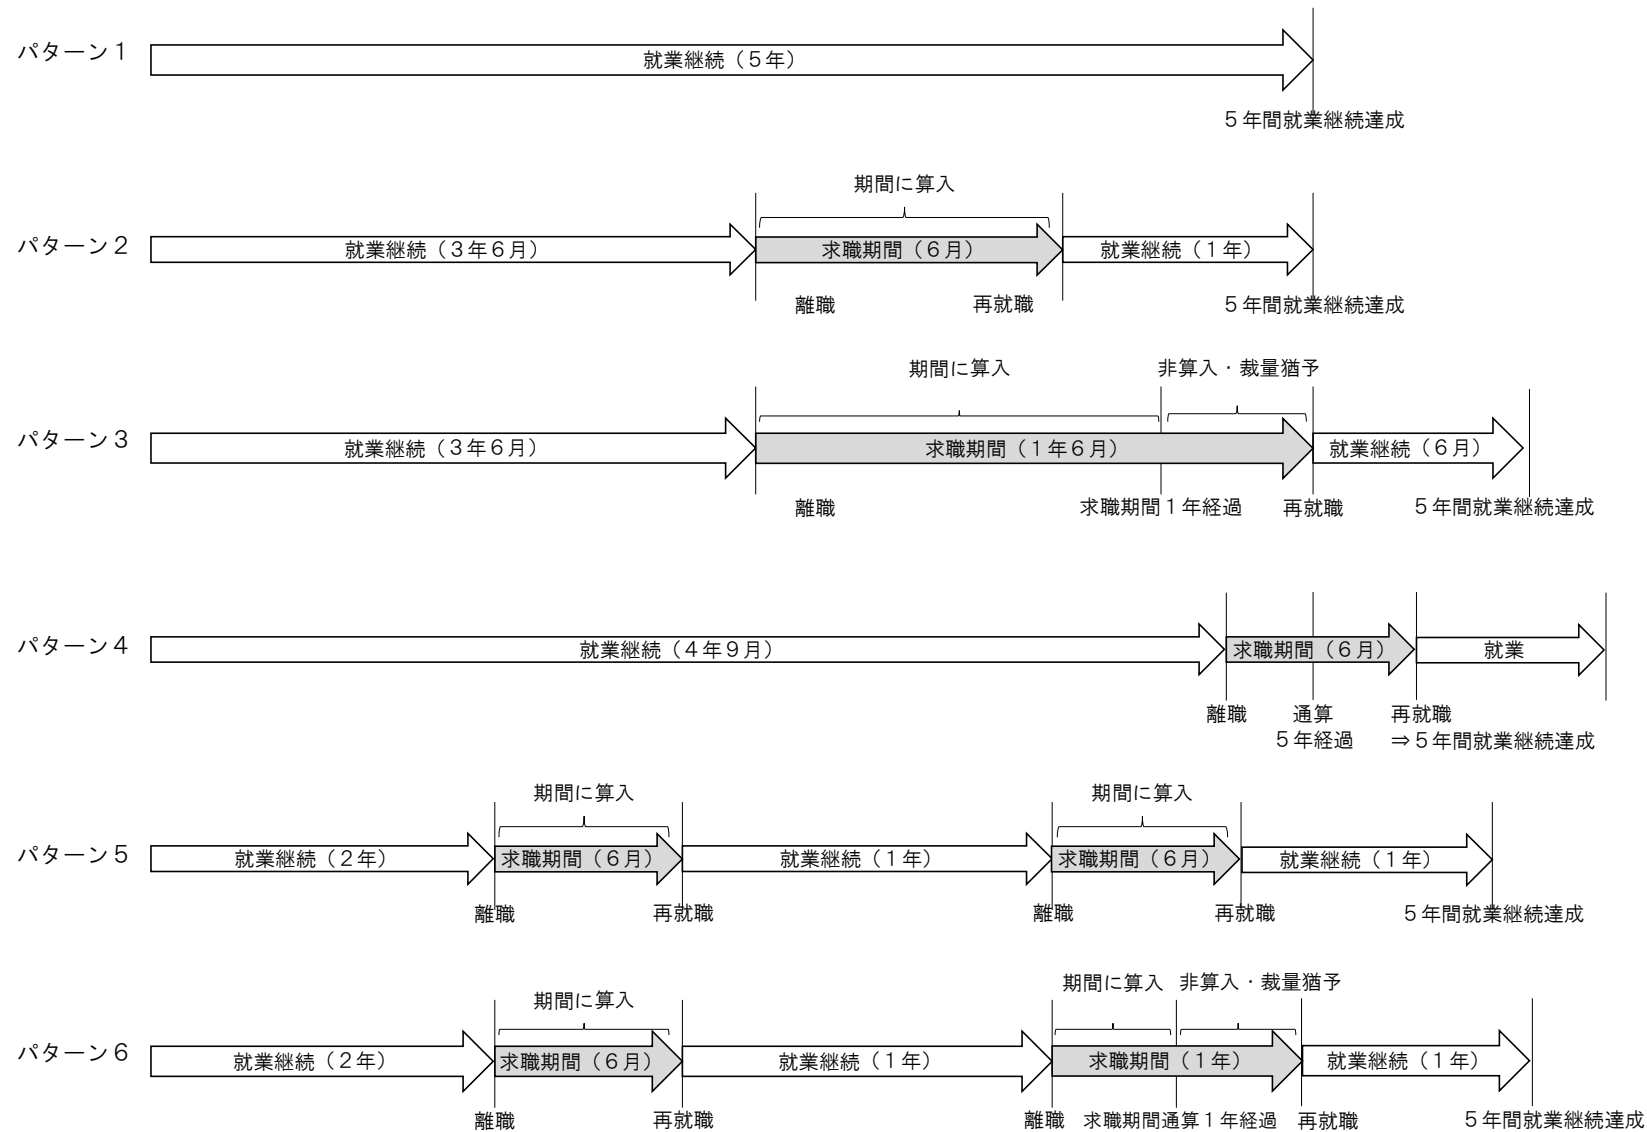 パターン１
就業継続（５年）
５年間就業継続達成
期間に算入
パターン２
就業継続（３年６月）
求職期間（６月）
就業継続（１年）
離職
再就職
５年間就業継続達成
期間に算入
非算入・裁量猶予
パターン３
就業継続（３年６月）
求職期間（１年６月）
就業継続（６月）
離職
求職期間１年経過
再就職
５年間就業継続達成
パターン４
就業継続（４年９月）
求職期間（６月）
就業
離職
通算
５年経過
再就職
⇒５年間就業継続達成
期間に算入
期間に算入
パターン５
就業継続（２年）
求職期間（６月）
就業継続（１年）
求職期間（６月）
就業継続（１年）
離職
再就職
離職
再就職
５年間就業継続達成
期間に算入
期間に算入
非算入・裁量猶予
パターン６
就業継続（２年）
求職期間（６月）
就業継続（１年）
求職期間（１年）
就業継続（１年）
離職
再就職
離職
求職期間通算１年経過
再就職
５年間就業継続達成